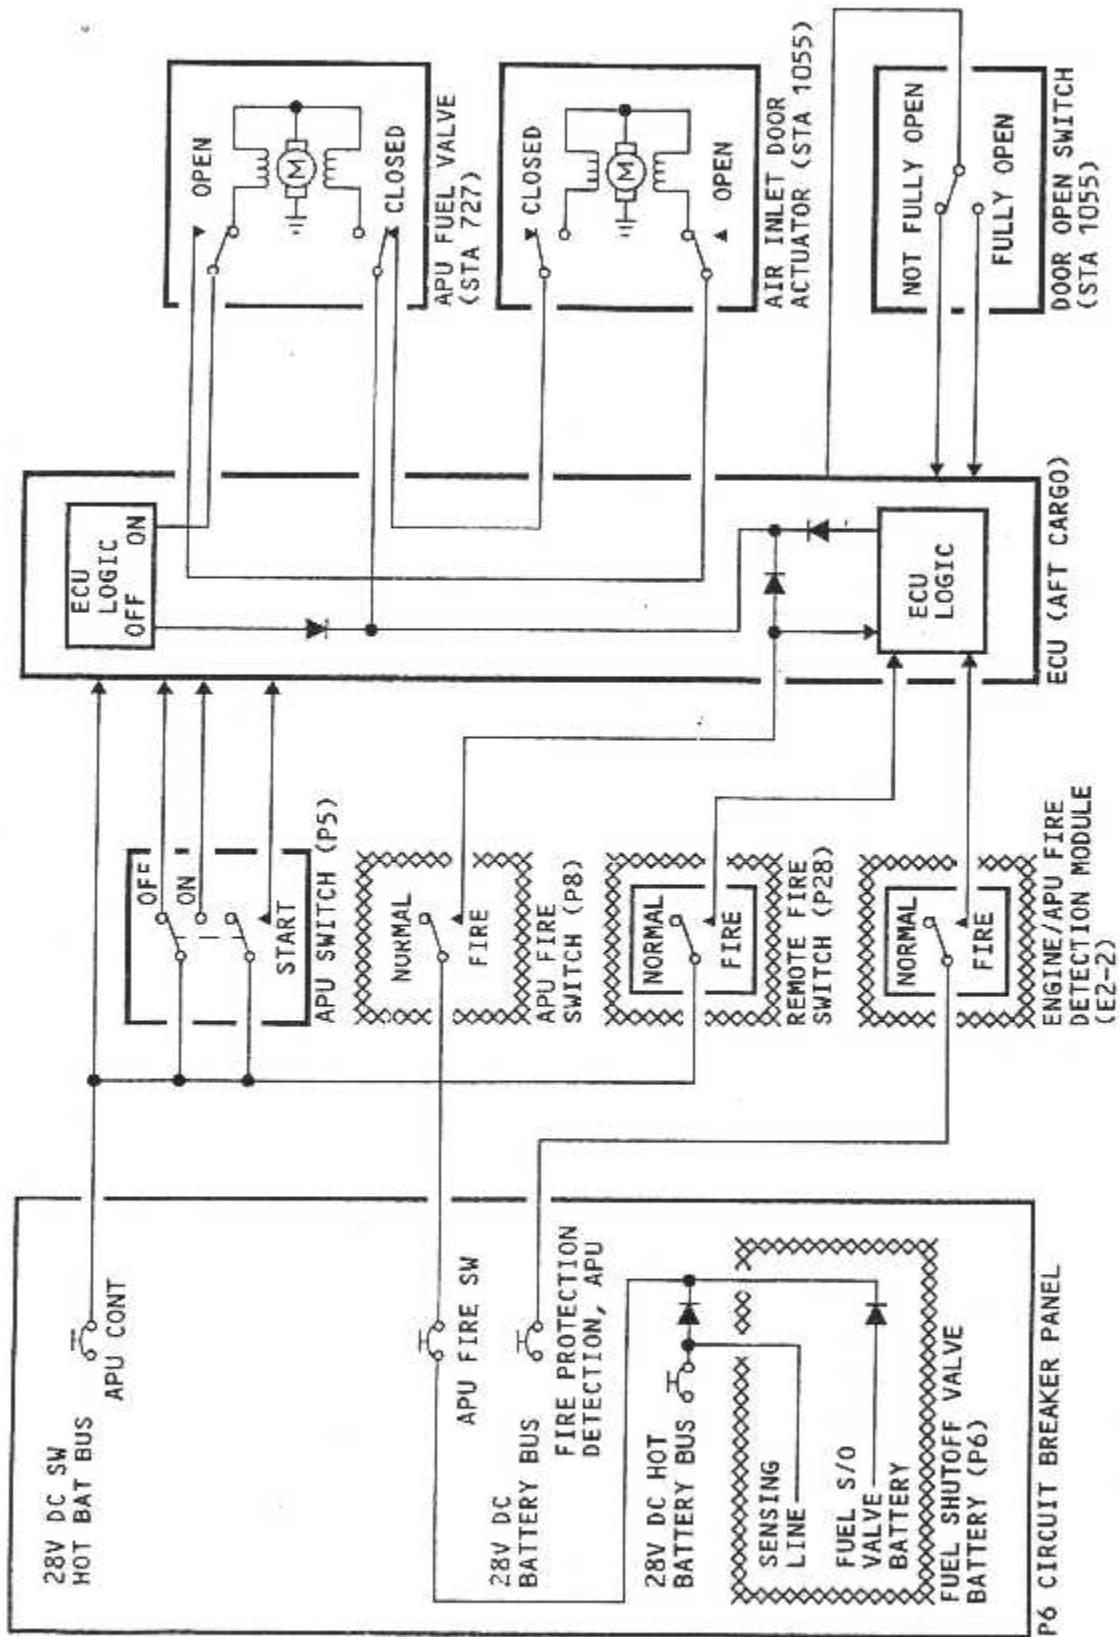 28V DC SW
HOT BAT BUS
APU CONT
APU FIRE SW
28V DC
BATTERY BUS
FIRE PROTECTION
DETECTION, APU
28V DC HOT
BATTERY BUS
SENSING
LINE
FUEL S/O
VALVE
BATTERY
FUEL SHUTOFF VALVE
BATTERY (P6)
P6 CIRCUIT BREAKER PANEL
OFF
ON
START
APU SWITCH (P5)
NORMAL
FIRE
APU FIRE
SWITCH (P8)
NORMAL
FIRE
REMOTE FIRE
SWITCH (P28)
NORMAL
FIRE
ENGINE/APU FIRE
DETECTION MODULE
(E2-2)
ECU
LOGIC
OFF ON
ECU
LOGIC
ECU (AFT CARGO)
OPEN
M
CLOSED
APU FUEL VALVE
(STA 727)
CLOSED
M
OPEN
AIR INLET DOOR
ACTUATOR (STA 1055)
NOT FULLY OPEN
FULLY OPEN
DOOR OPEN SWITCH
(STA 1055)